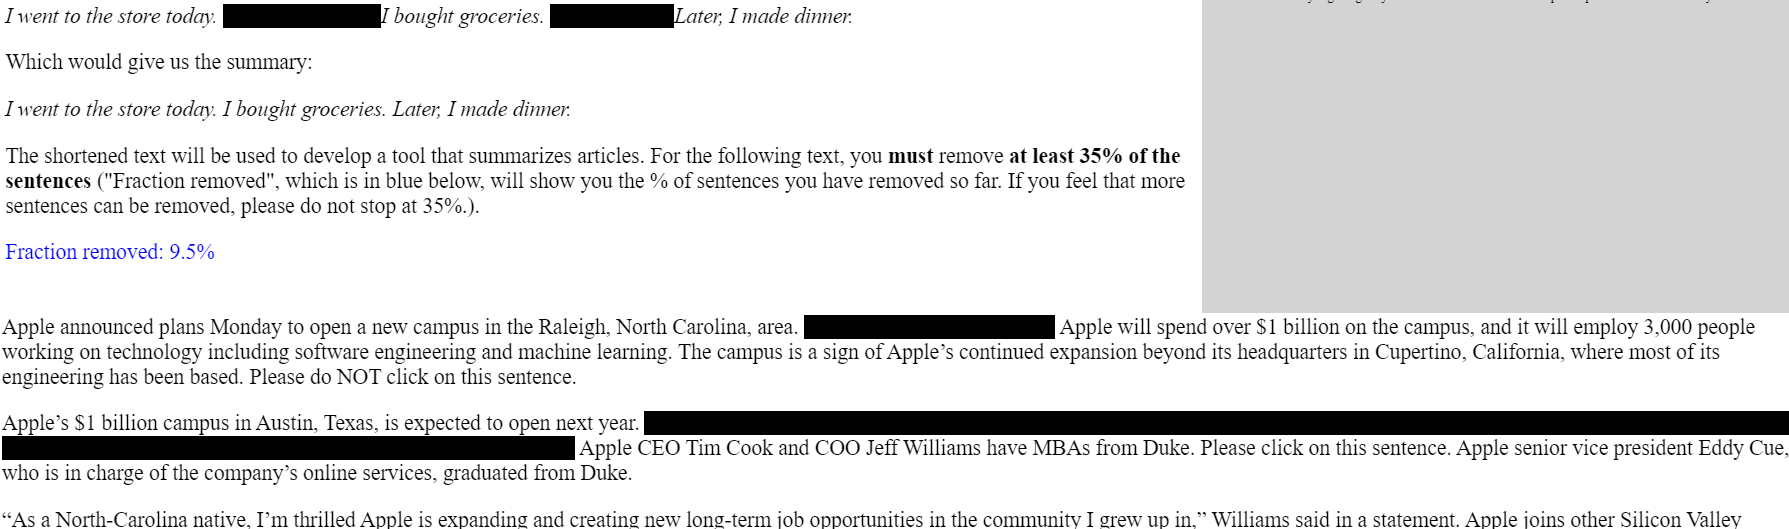 I went to the store today. I bought groceries. Later, I made dinner.
Which would give us the summary:
I went to the store today. I bought groceries. Later, I made dinner.
The shortened text will be used to develop a tool that summarizes articles. For the following text, you must remove at least 35% of the
sentences ("Fraction removed", which is in blue below, will show you the % of sentences you have removed so far. If you feel that more
sentences can be removed, please do not stop at 35%.).
Fraction removed: 9.5%
Apple announced plans Monday to open a new campus in the Raleigh, North Carolina, area. Apple will spend over $1 billion on the campus, and it will employ 3,000 people
working on technology including software engineering and machine learning. The campus is a sign of Apple’s continued expansion beyond its headquarters in Cupertino, California, where most of its
engineering has been based. Please do NOT click on this sentence.
Apple’s $1 billion campus in Austin, Texas, is expected to open next year.
Apple CEO Tim Cook and COO Jeff Williams have MBAs from Duke. Please click on this sentence. Apple senior vice president Eddy Cue,
who is in charge of the company’s online services, graduated from Duke.
“As a North-Carolina native, I’m thrilled Apple is expanding and creating new long-term job opportunities in the community I grew up in,” Williams said in a statement. Apple joins other Silicon Valley